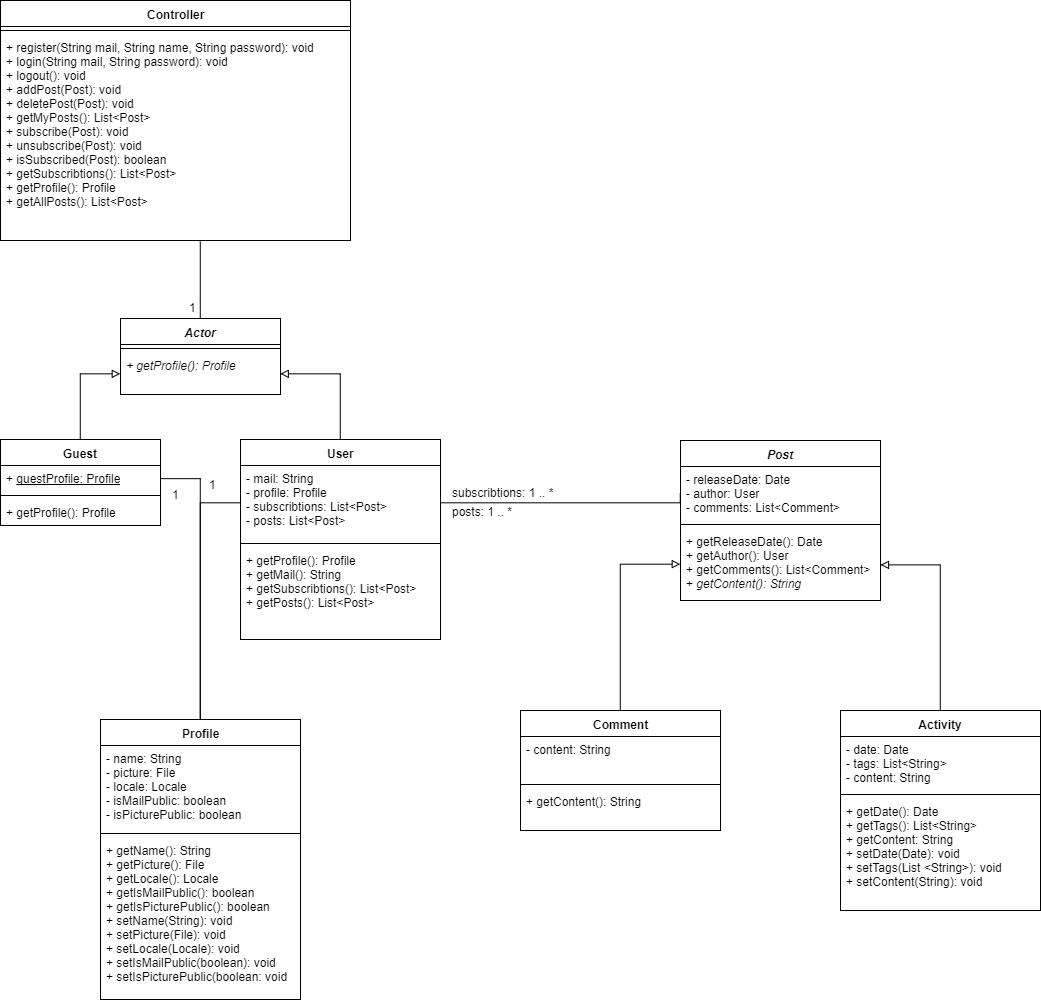 Controller
+ register(String mail, String name, String password): void
+ login(String mail, String password): void
+ logout(): void
+ addPost(Post): void
+ deletePost(Post): void
+ getMyPosts(): List<Post>
+ subscribe(Post): void
+ unsubscribe(Post): void
+ isSubscribed(Post): boolean
+ getSubscribtions(): List<Post>
+ getProfile(): Profile
+ getAllPosts(): List<Post>
1
Actor
+ getProfile(): Profile
Guest
+ guestProfile: Profile
+ getProfile(): Profile
1
1
User
- mail: String
- profile: Profile
- subscribtions: List<Post>
- posts: List<Post>
+ getProfile(): Profile
+ getMail(): String
+ getSubscribtions(): List<Post>
+ getPosts(): List<Post>
subscribtions: 1 .. *
posts: 1 .. *
Post
- releaseDate: Date
- author: User
- comments: List<Comment>
+ getReleaseDate(): Date
+ getAuthor(): User
+ getComments(): List<Comment>
+ getContent(): String
Profile
- name: String
- picture: File
- locale: Locale
- isMailPublic: boolean
- isPicturePublic: boolean
+ getName(): String
+ getPicture(): File
+ getLocale(): Locale
+ getIsMailPublic(): boolean
+ getIsPicturePublic(): boolean
+ setName(String): void
+ setPicture(File): void
+ setLocale(Locale): void
+ setIsMailPublic(boolean): void
+ setIsPicturePublic(boolean: void
Comment
- content: String
+ getContent(): String
Activity
- date: Date
- tags: List<String>
- content: String
+ getDate(): Date
+ getTags(): List<String>
+ getContent: String
+ setDate(Date): void
+ setTags(List <String>): void
+ setContent(String): void